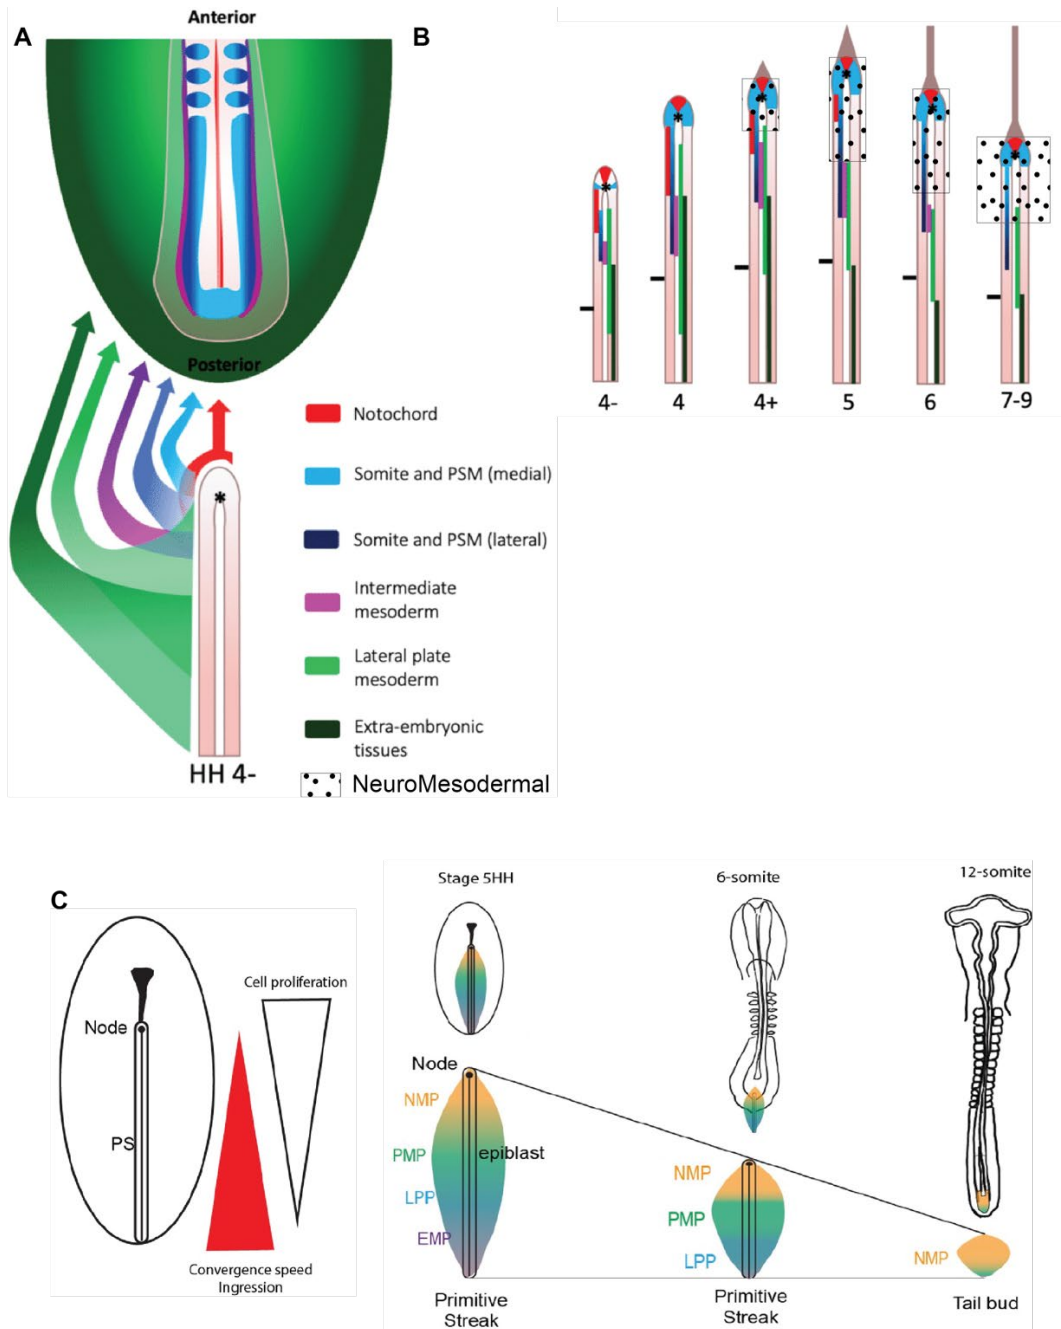 A
Anterior
Posterior
HH 4-
Notochord
Somite and PSM (medial)
Somite and PSM (lateral)
Intermediate
mesoderm
Lateral plate
mesoderm
Extra-embryonic
tissues
NeuroMesodermal
B
4-
4
4+
5
6
7-9
C
Node
PS
Cell proliferation
Convergence speed
Ingression
Stage 5HH
6-somite
12-somite
Node
NMP
PMP
epiblast
LPP
EMP
Primitive
Streak
NMP
PMP
LPP
Primitive
Streak
NMP
Tail bud